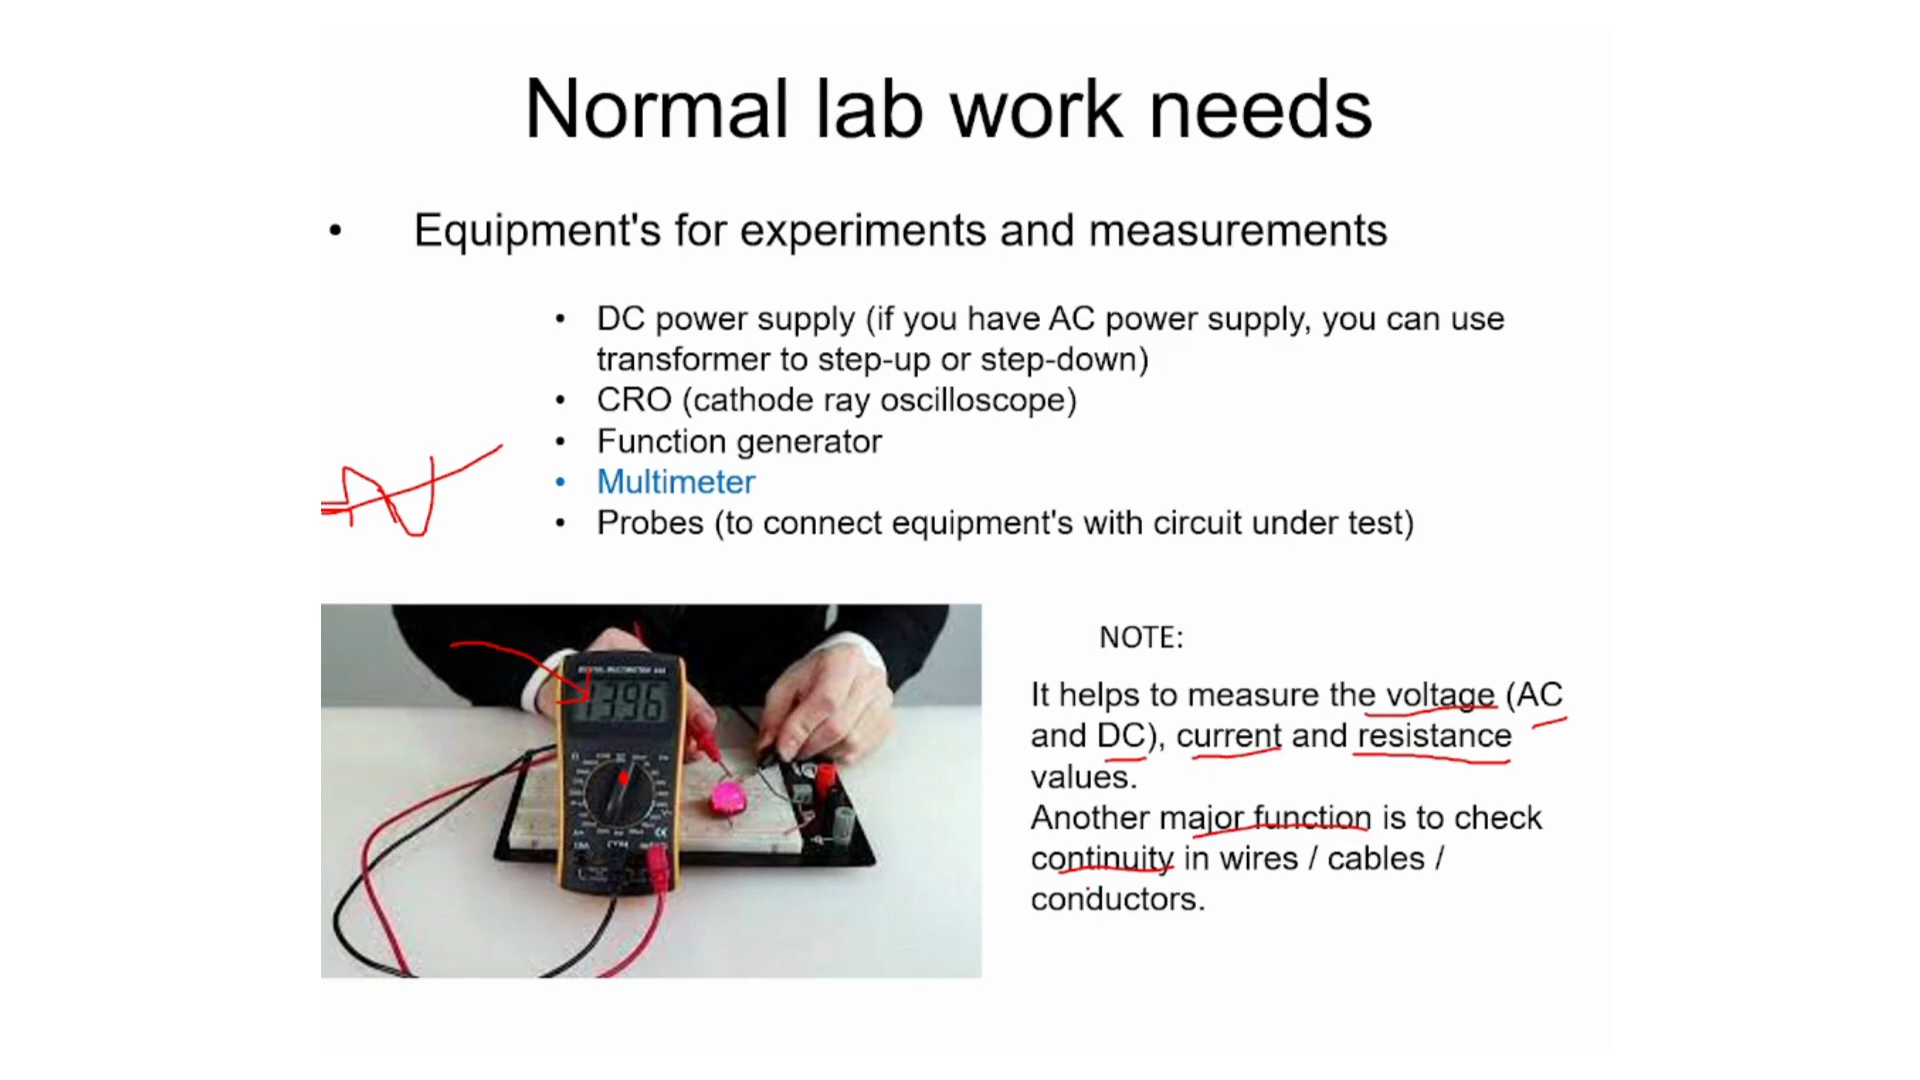 Normal lab work needs
• Equipment's for experiments and measurements
• DC power supply (if you have AC power supply, you can use
transformer to step-up or step-down)
• CRO (cathode ray oscilloscope)
• Function generator
• Multimeter
• Probes (to connect equipment's with circuit under test)
NOTE:
It helps to measure the voltage (AC
and DC), current and resistance
values.
Another major function is to check
continuity in wires / cables /
conductors.
1396